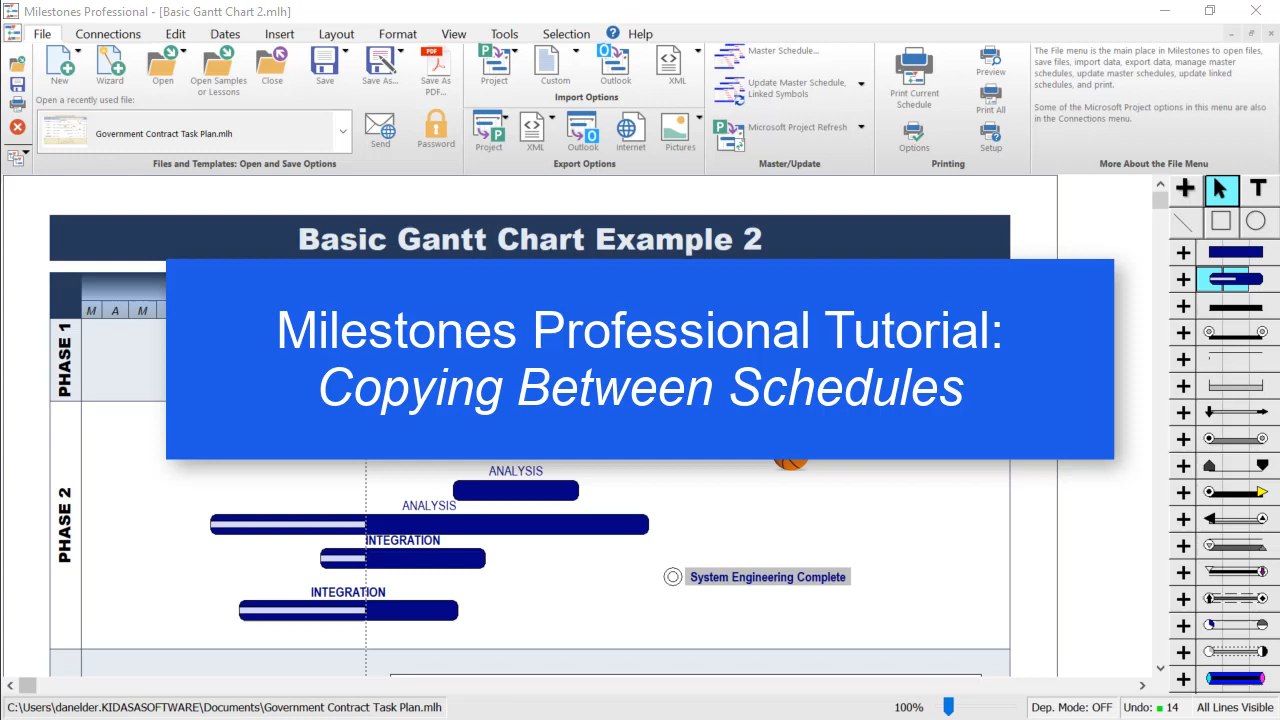 Milestones Professional - [Basic Gantt Chart 2.mlh]
File Connections Edit Dates Insert Layout Format View Tools Selection Help
New Wizard Open Open Samples or Lessons Close Save Save As... Save As PDF...
Open a recently used file:
Government Contract Task Plan.mlh
Send Password
Files and Templates: Open and Save Options
Project Custom Outlook XML
Import Options
Project XML Outlook Internet Pictures
Export Options
Master Schedule...
Update Master Schedule,
Linked Symbols
Microsoft Project Refresh
Master/Update
Print Current
Schedule
Preview
Print All
Options Setup
Printing
The File menu is the main place in Milestones to open files,
save files, import data, export data, manage master
schedules, update master schedules, update linked
schedules, and print.
Some of the Microsoft Project options in this menu are also
in the Connections menu.
More About the File Menu
Basic Gantt Chart Example 2
M A M
PHASE 1
Milestones Professional Tutorial:
Copying Between Schedules
PHASE 2
ANALYSIS
ANALYSIS
INTEGRATION
System Engineering Complete
INTEGRATION
C:\Users\danelder.KIDASASOFTWARE\Documents\Government Contract Task Plan.mlh
100%
Dep. Mode: OFF
Undo: 14
All Lines Visible